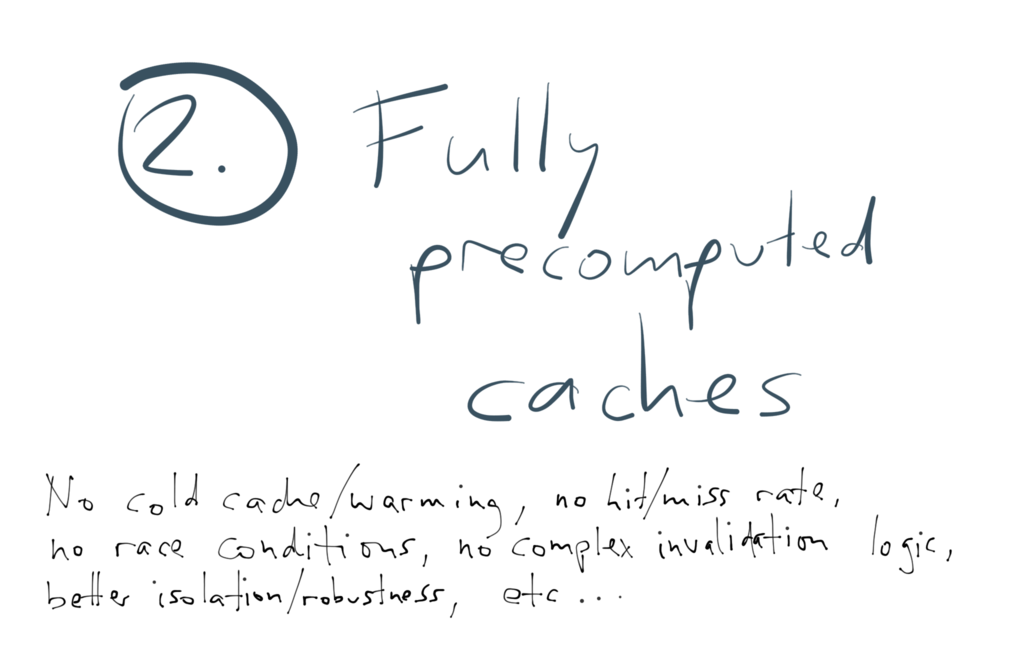 2. Fully
precomputed
caches
No cold cache/warming, no hit/miss rate,
no race conditions, no complex invalidation logic,
better isolation/robustness, etc...